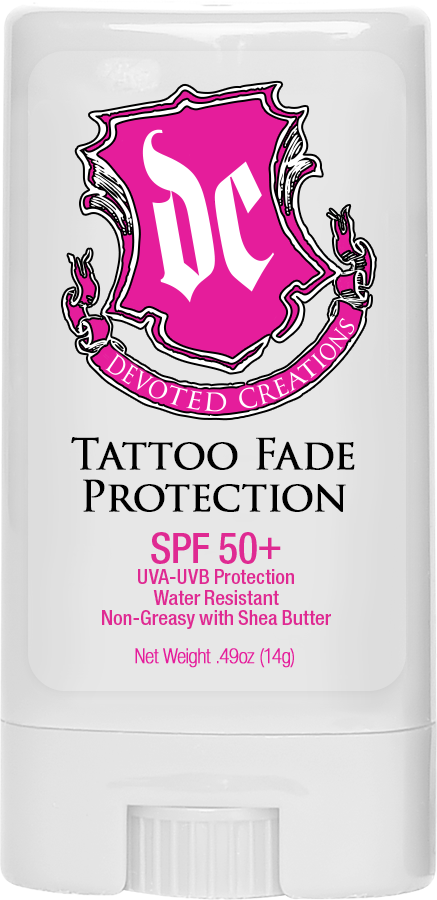 DC
DEVOTED CREATIONS
TATTOO FADE
PROTECTION
SPF 50+
UVA-UVB Protection
Water Resistant
Non-Greasy with Shea Butter
Net Weight .49oz (14g)